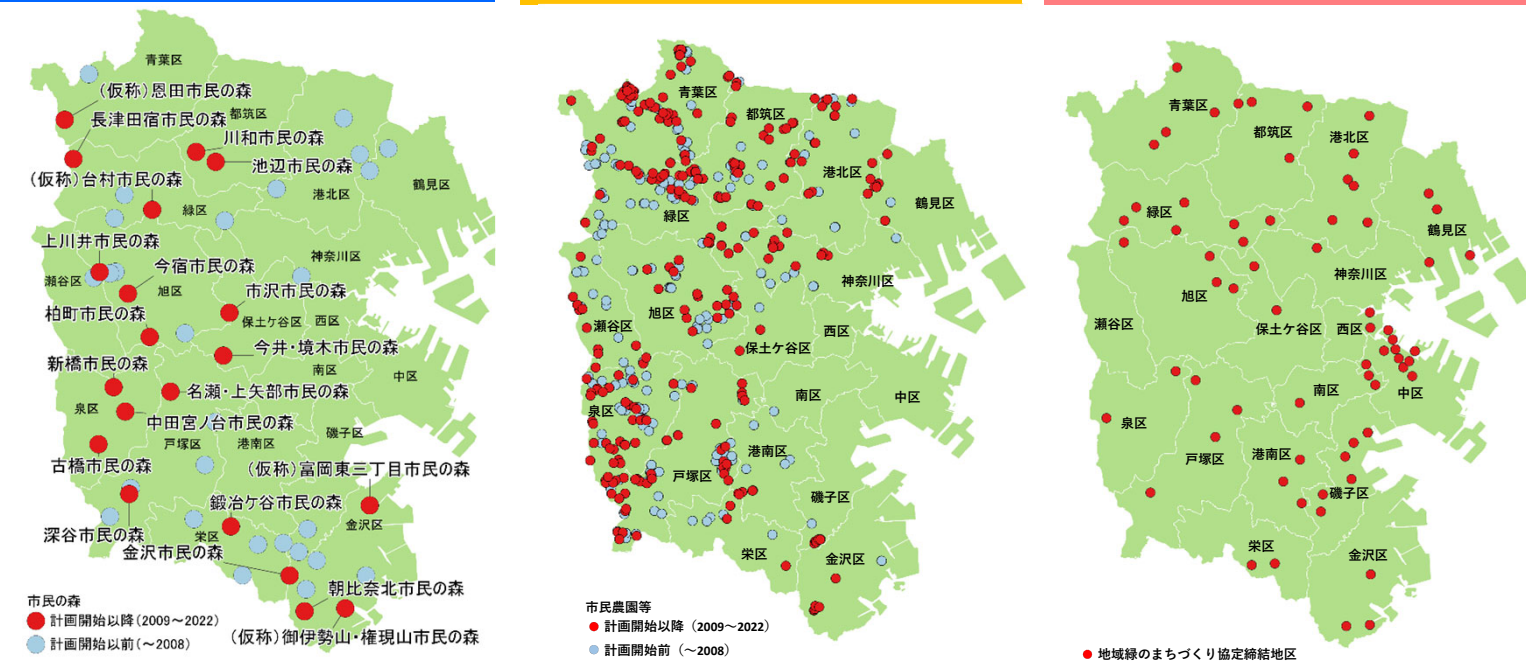 青葉区
(仮称)恩田市民の森
都筑区
長津田宿市民の森
川和市民の森
池辺市民の森
(仮称)台村市民の森
港北区
鶴見区
緑区
上川井市民の森
神奈川区
今宿市民の森
瀬谷区
旭区
市沢市民の森
柏町市民の森
保土ケ谷区
西区
今井・境木市民の森
新橋市民の森
南区
中区
名瀬・上矢部市民の森
泉区
中田宮ノ台市民の森
磯子区
戸塚区
港南区
古橋市民の森
(仮称)富岡東三丁目市民の森
鍛冶ケ谷市民の森
金沢区
深谷市民の森
栄区
金沢市民の森
朝比奈北市民の森
(仮称)御伊勢山・権現山市民の森
市民の森
計画開始以降(2009〜2022)
計画開始以前(〜2008)
青葉区
都筑区
港北区
鶴見区
緑区
神奈川区
旭区
瀬谷区
西区
保土ケ谷区
南区
中区
泉区
港南区
戸塚区
磯子区
栄区
金沢区
市民農園等
計画開始以降（2009〜2022）
計画開始前（〜2008）
青葉区
都筑区
港北区
緑区
鶴見区
神奈川区
旭区
瀬谷区
保土ケ谷区
西区
南区
中区
泉区
戸塚区
港南区
磯子区
栄区
金沢区
地域緑のまちづくり協定締結地区